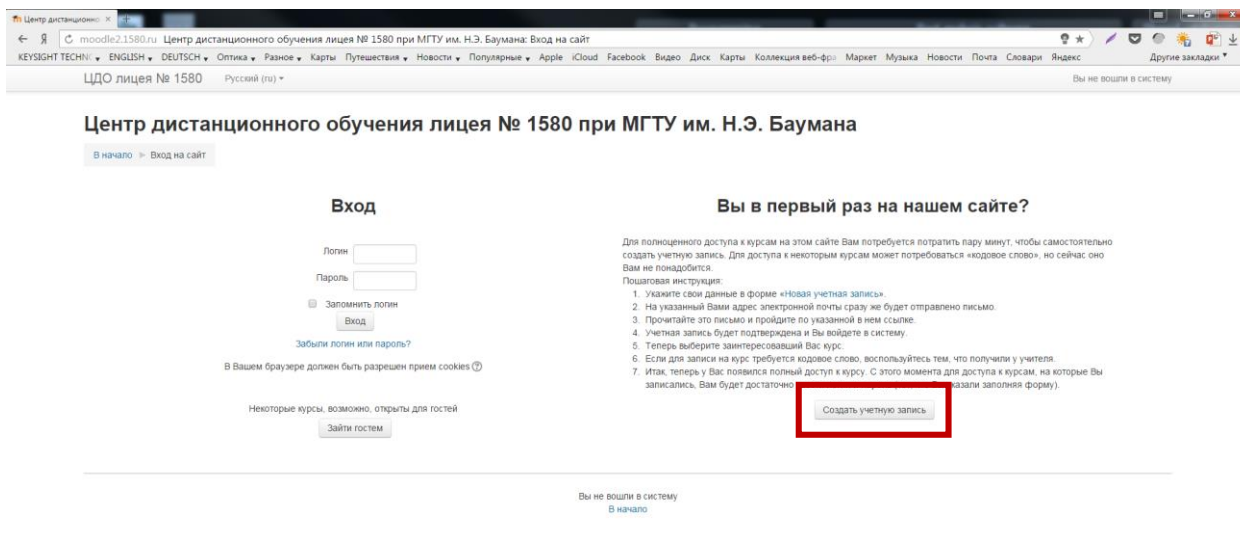 Центр дистанционно
moodle2.1580.ru Центр дистанционного обучения лицея № 1580 при МГТУ им. Н.Э. Баумана: Вход на сайт
KEYSIGHT TECHN ENGLISH DEUTSCH Оптика Разное Карты Путешествия Новости Популярные Apple iCloud Facebook Видео Диск Карты Коллекция веб-фра Маркет Музыка Новости Почта Словари Яндекс Другие закладки
ЦДО лицея № 1580 Русский (ru) Вы не вошли в систему
Центр дистанционного обучения лицея № 1580 при МГТУ им. Н.Э. Баумана
В начало ► Вход на сайт
Вход
Логин
Пароль
Запомнить логин
Вход
Забыли логин или пароль?
В Вашем браузере должен быть разрешен прием cookies
Некоторые курсы, возможно, открыты для гостей
Зайти гостем
Вы в первый раз на нашем сайте?
Для полноценного доступа к курсам на этом сайте Вам потребуется потратить пару минут, чтобы самостоятельно
создать учетную запись. Для доступа к некоторым курсам может потребоваться «кодовое слово», но сейчас оно
Вам не понадобится.
Пошаговая инструкция:
1. Укажите свои данные в форме «Новая учетная запись».
2. На указанный Вами адрес электронной почты сразу же будет отправлено письмо.
3. Прочитайте это письмо и пройдите по указанной в нем ссылке.
4. Учетная запись будет подтверждена и Вы войдете в систему.
5. Теперь выберите заинтересовавший Вас курс.
6. Если для записи на курс требуется кодовое слово, воспользуйтесь тем, что получили у учителя.
7. Итак, теперь у Вас появился полный доступ к курсу. С этого момента для доступа к курсам, на которые Вы
записались, Вам будет достаточно заполняя форму).
Создать учетную запись
Вы не вошли в систему
В начало